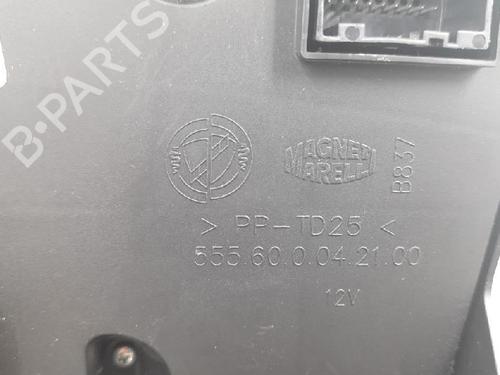 B-PARTS
MAGNETI
MARELLI
B837
> PP-TD25 <
555.60.0.04.21.00
12V